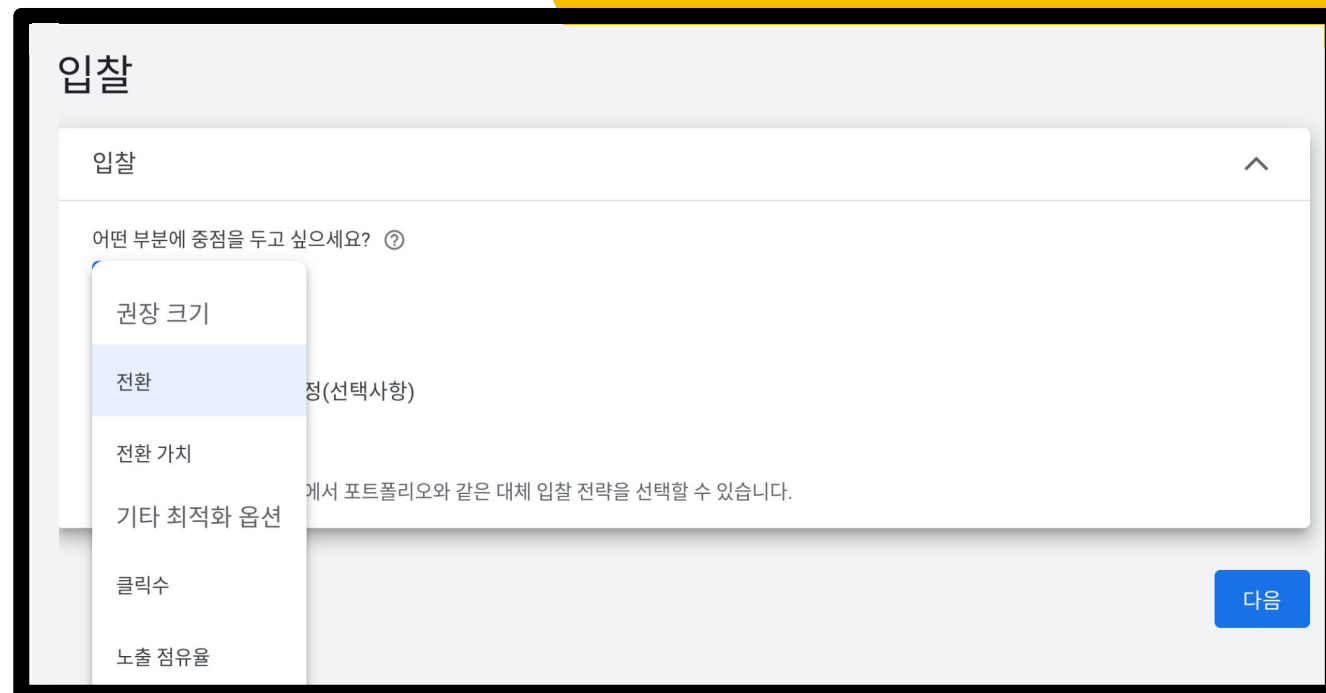 입찰
입찰
어떤 부분에 중점을 두고 싶으세요?
권장 크기
전환
정(선택사항)
전환 가치
에서 포트폴리오와 같은 대체 입찰 전략을 선택할 수 있습니다.
기타 최적화 옵션
클릭수
다음
노출 점유율